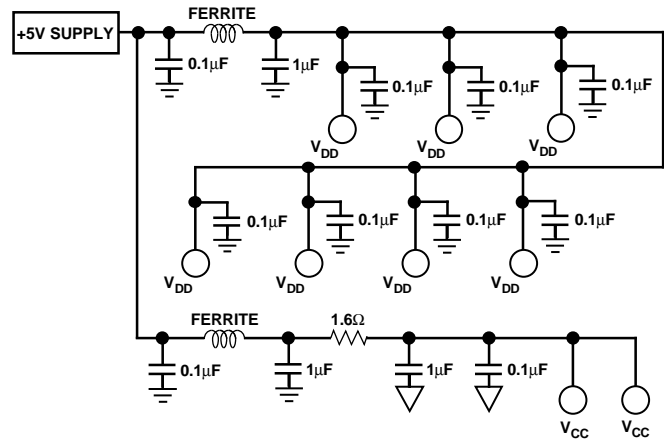 FERRITE
+5V SUPPLY
0.1µF
1µF
0.1µF
0.1µF
0.1µF
VDD
VDD
VDD
0.1µF
0.1µF
0.1µF
0.1µF
VDD
VDD
VDD
VDD
FERRITE
1.6Ω
0.1µF
1µF
1µF
0.1µF
VCC
VCC